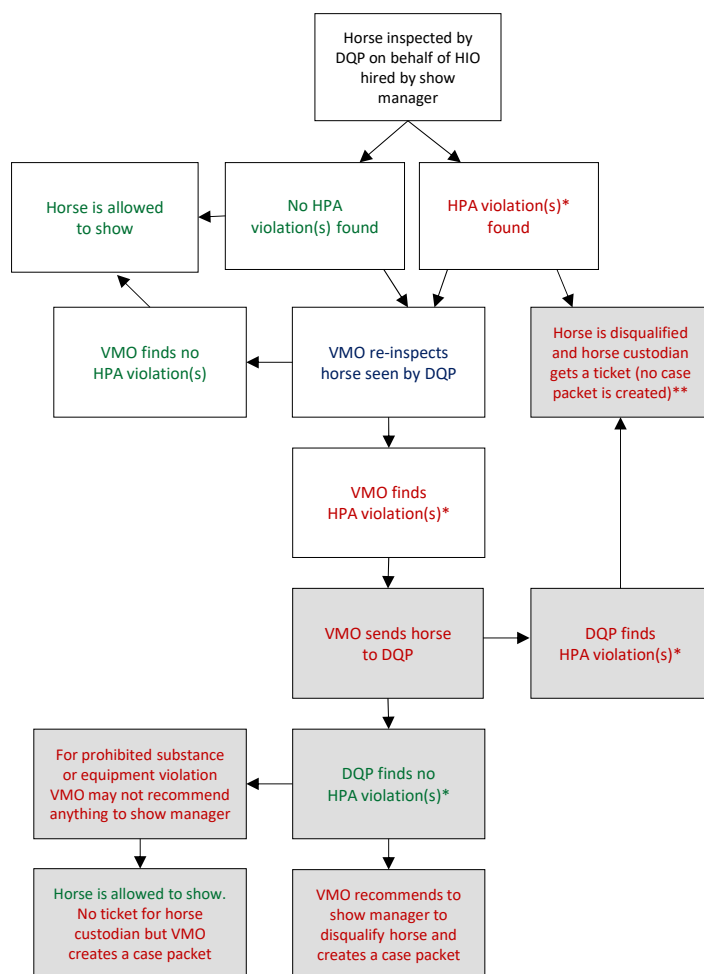 Horse inspected by
DQP on behalf of HIO
hired by show
manager
Horse is allowed
to show
No HPA
violation(s) found
HPA violation(s)*
found
VMO finds no
HPA violation(s)
VMO re-inspects
horse seen by DQP
Horse is disqualified
and horse custodian
gets a ticket (no case
packet is created)**
VMO finds
HPA violation(s)*
VMO sends horse
to DQP
DQP finds
HPA violation(s)*
For prohibited substance
or equipment violation
VMO may not recommend
anything to show manager
DQP finds no
HPA violation(s)*
Horse is allowed to show.
No ticket for horse
custodian but VMO
creates a case packet
VMO recommends to
show manager to
disqualify horse and
creates a case packet